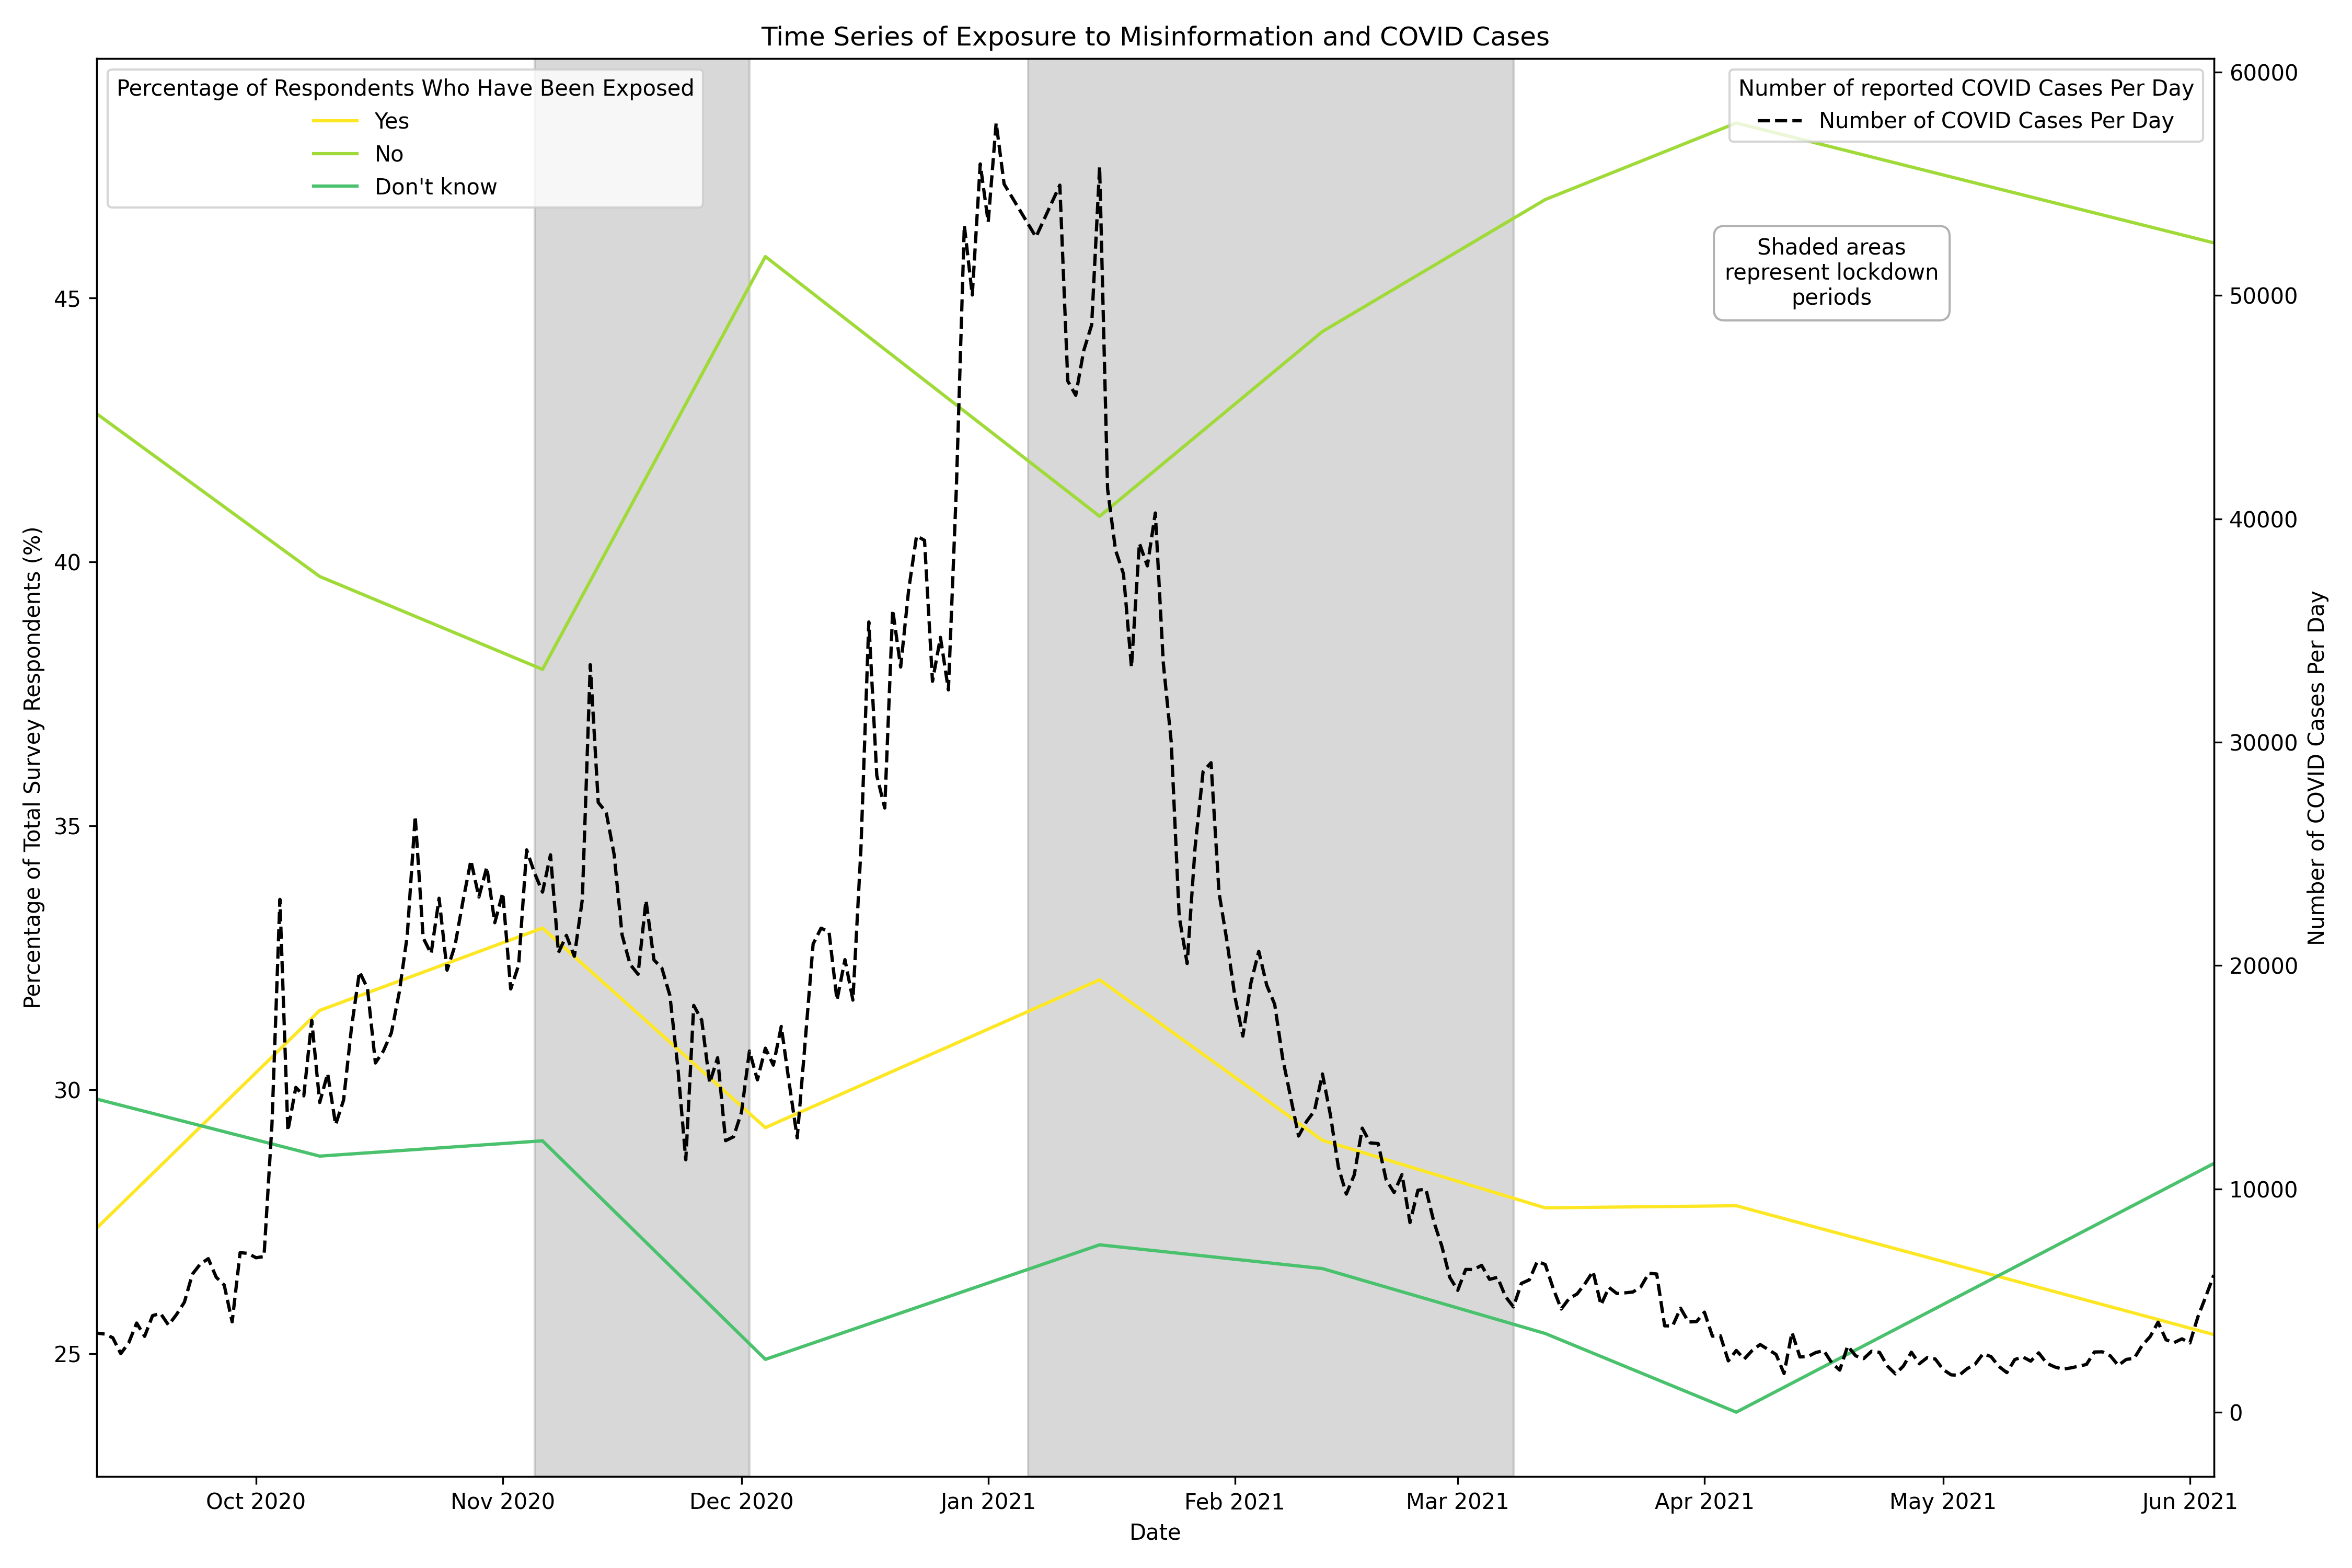 Time Series of Exposure to Misinformation and COVID Cases
Percentage of Respondents Who Have Been Exposed
Yes
No
Don't know
Number of reported COVID Cases Per Day
Number of COVID Cases Per Day
Shaded areas
represent lockdown
periods
Percentage of Total Survey Respondents (%)
45
40
35
30
25
60000
50000
40000
30000
20000
10000
0
Number of COVID Cases Per Day
Oct 2020
Nov 2020
Dec 2020
Jan 2021
Feb 2021
Mar 2021
Apr 2021
May 2021
Jun 2021
Date